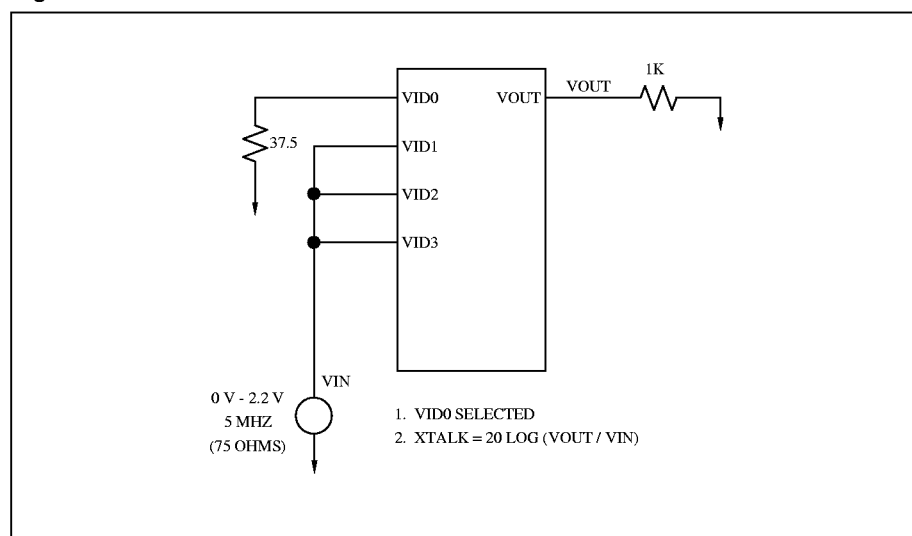 1K
VID0
VOUT
VOUT
37.5
VID1
VID2
VID3
VIN
0 V - 2.2 V
5 MHZ
(75 OHMS)
1. VID0 SELECTED
2. XTALK = 20 LOG (VOUT / VIN)